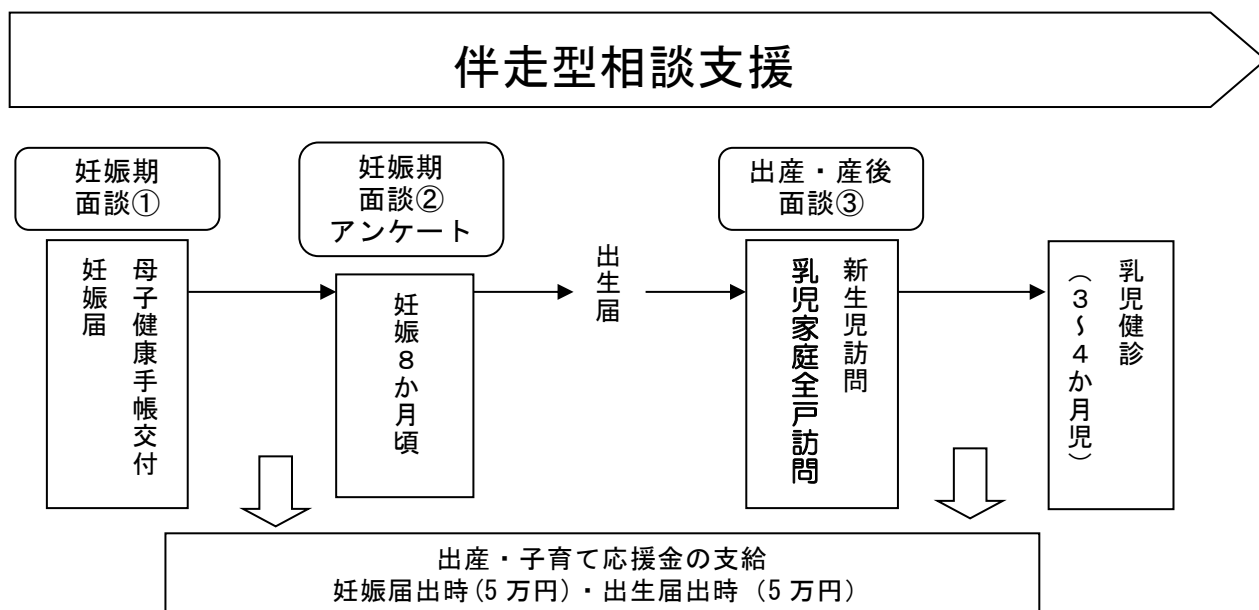 伴走型相談支援
妊娠期
面談①
妊娠期
面談②
アンケート
出産・産後
面談③
母子健康手帳交付
妊娠届
妊娠８か月頃
出生届
新生児訪問
乳児家庭全戸訪問
乳児健診
（３～４か月児）
出産・子育て応援金の支給
妊娠届出時(5 万円)・出生届出時（5 万円）